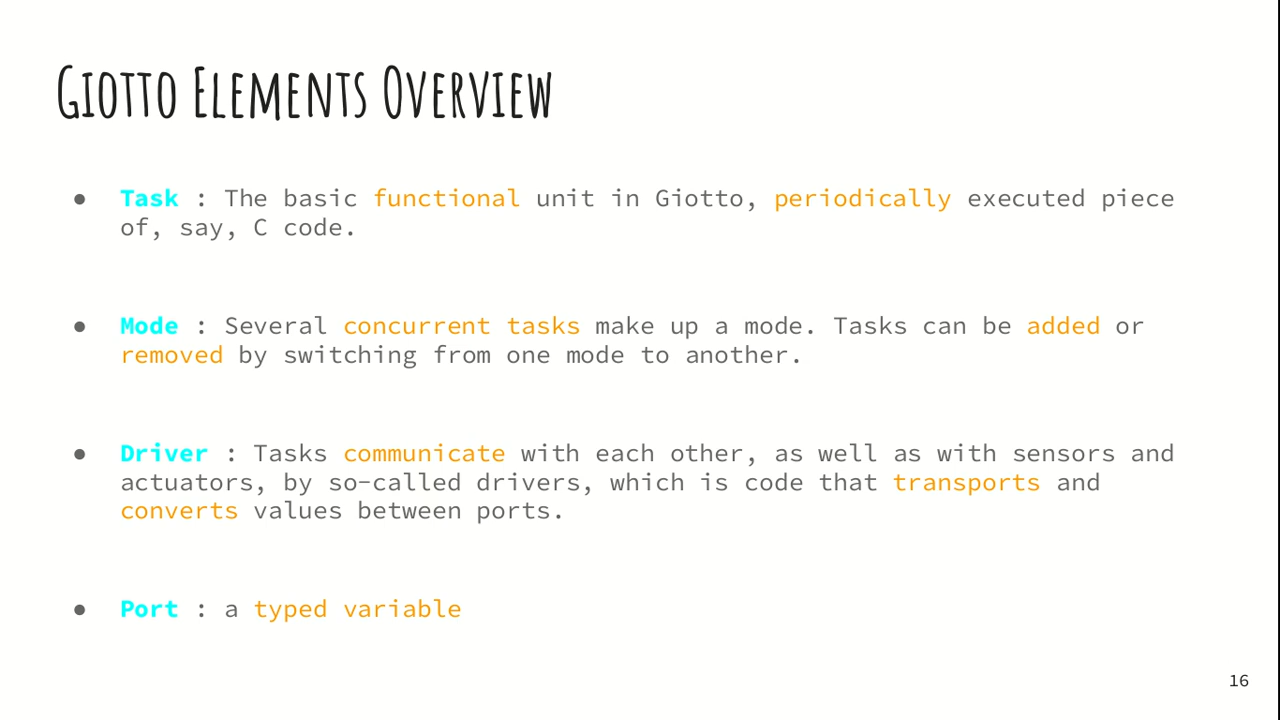 Giotto Elements Overview
● Task : The basic functional unit in Giotto, periodically executed piece
of, say, C code.
● Mode : Several concurrent tasks make up a mode. Tasks can be added or
removed by switching from one mode to another.
● Driver : Tasks communicate with each other, as well as with sensors and
actuators, by so-called drivers, which is code that transports and
converts values between ports.
● Port : a typed variable
16